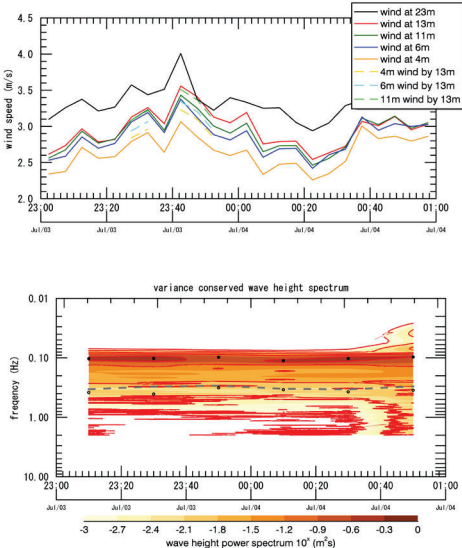 wind at 23m
wind at 13m
wind at 11m
wind at 6m
wind at 4m
4m wind by 13m
6m wind by 13m
11m wind by 13m
wind speed (m/s)
4.5
4.0
3.5
3.0
2.5
2.0
23:00 23:20 23:40 00:00 00:20 00:40 01:00
Jul/03 Jul/03 Jul/03 Jul/04 Jul/04 Jul/04 Jul/04
variance conserved wave height spectrum
freqency (Hz)
0.01
0.10
1.00
10.00
23:00 23:20 23:40 00:00 00:20 00:40 01:00
Jul/03 Jul/03 Jul/03 Jul/04 Jul/04 Jul/04 Jul/04
-3 -2.7 -2.4 -2.1 -1.8 -1.5 -1.2 -0.9 -0.6 -0.3 0
wave height power spectrum 10^x (m²s)